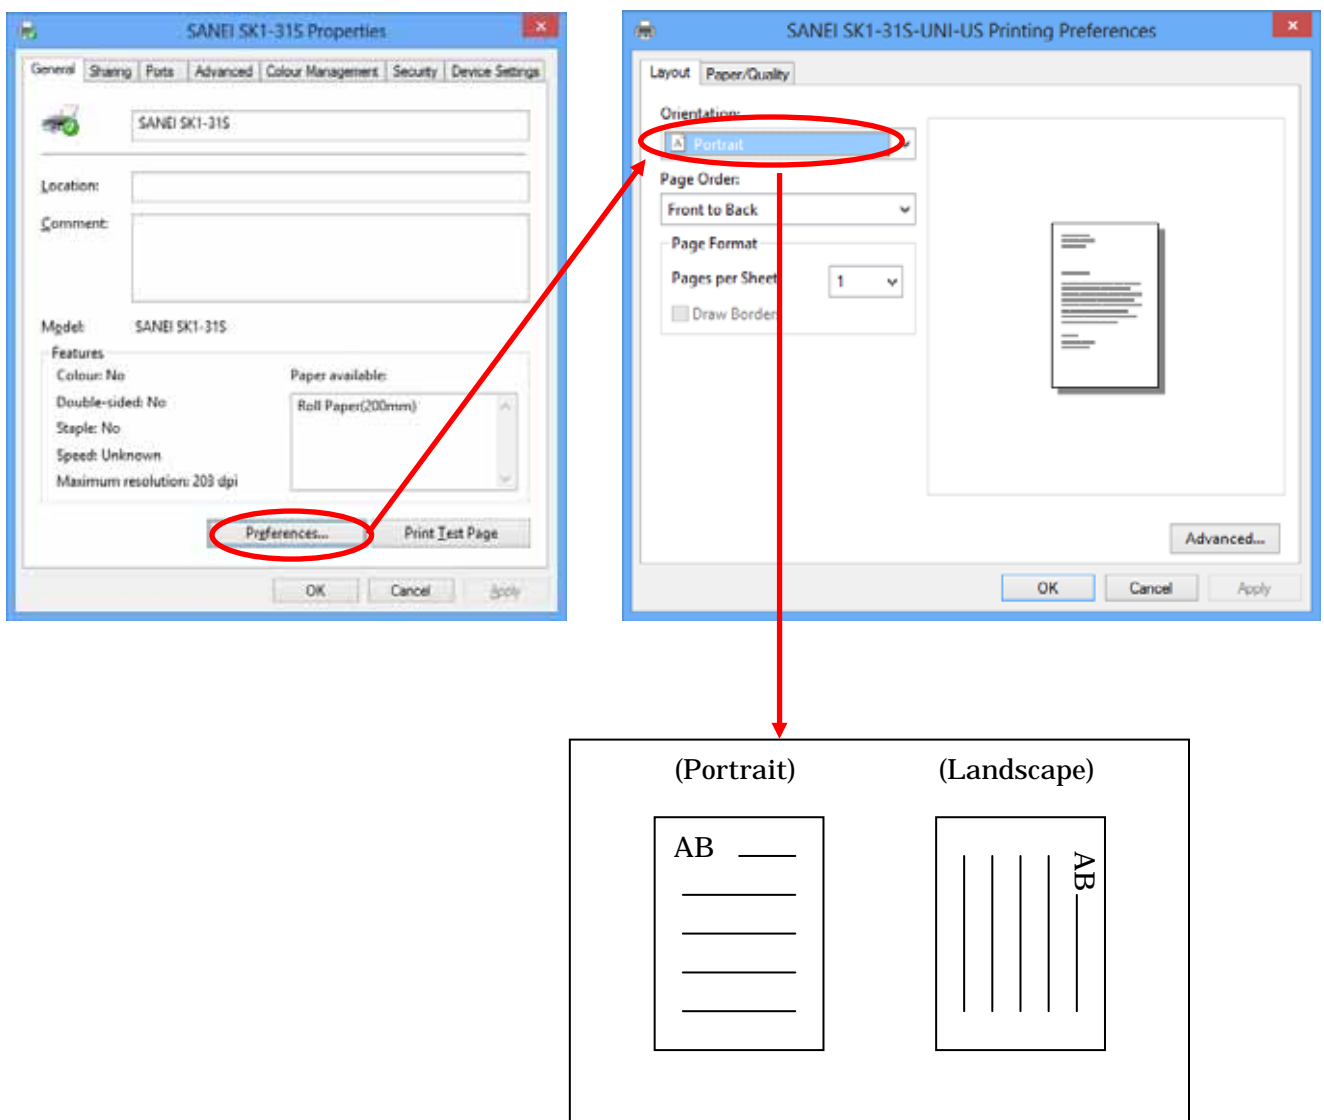 SANEI SK1-31S Properties
General Sharing Ports Advanced Colour Management Security Device Settings
SANEI SK1-31S
Location:
Comment:
Model: SANEI SK1-31S
Features
Colour: No
Double-sided: No
Staple: No
Speed: Unknown
Maximum resolution: 203 dpi
Paper available:
Roll Paper(200mm)
Preferences... Print Test Page
OK Cancel Apply
SANEI SK1-31S-UNI-US Printing Preferences
Layout Paper/Quality
Orientation:
A Portrait
Page Order:
Front to Back
Page Format
Pages per Sheet 1
Draw Borders
Advanced...
OK Cancel Apply
(Portrait) (Landscape)
AB
AB